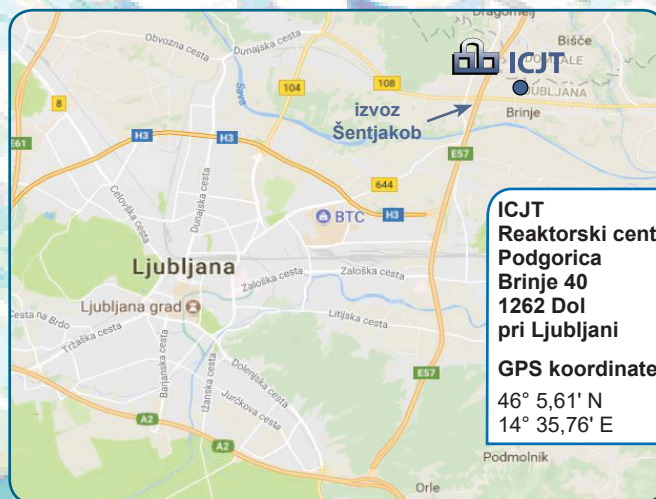 Dragomelj
Bišče
Obvozna cesta
Dunajska cesta
ICJT
DOMŽALE
LJUBLJANA
104
108
8
Sava
izvoz
Šentjakob
Brinje
H3
H3
E61
E57
644
Celovška cesta
Dunajska cesta
BTC
H3
ICJT
Reaktorski cent
Podgorica
Brinje 40
1262 Dol
pri Ljubljani
GPS koordinate
46° 5,61' N
14° 35,76' E
Ljubljana
Zaloška cesta
Zaloška cesta
Ljubljana grad
Litijska cesta
Cesta na Brdo
Tržaška cesta
Barjanska cesta
Ižanska cesta
Dolenjska cesta
Jurčkova cesta
E57
A2
A2
Podmolnik
Orle